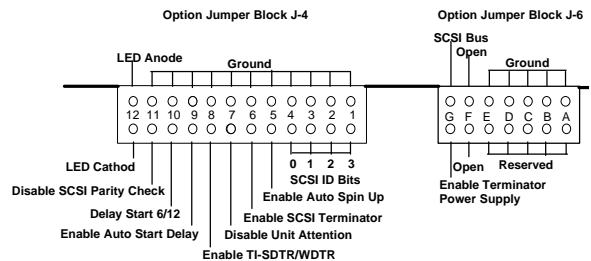 Option Jumper Block J-4
Option Jumper Block J-6
LED Anode
Ground
12 11 10 9 8 7 6 5 4 3 2 1
LED Cathod
0 1 2 3
SCSI ID Bits
Disable SCSI Parity Check
Enable Auto Spin Up
Delay Start 6/12
Enable SCSI Terminator
Enable Auto Start Delay
Disable Unit Attention
Enable TI-SDTR/WDTR
SCSI Bus
Open
Ground
G F E D C B A
Open
Reserved
Enable Terminator
Power Supply